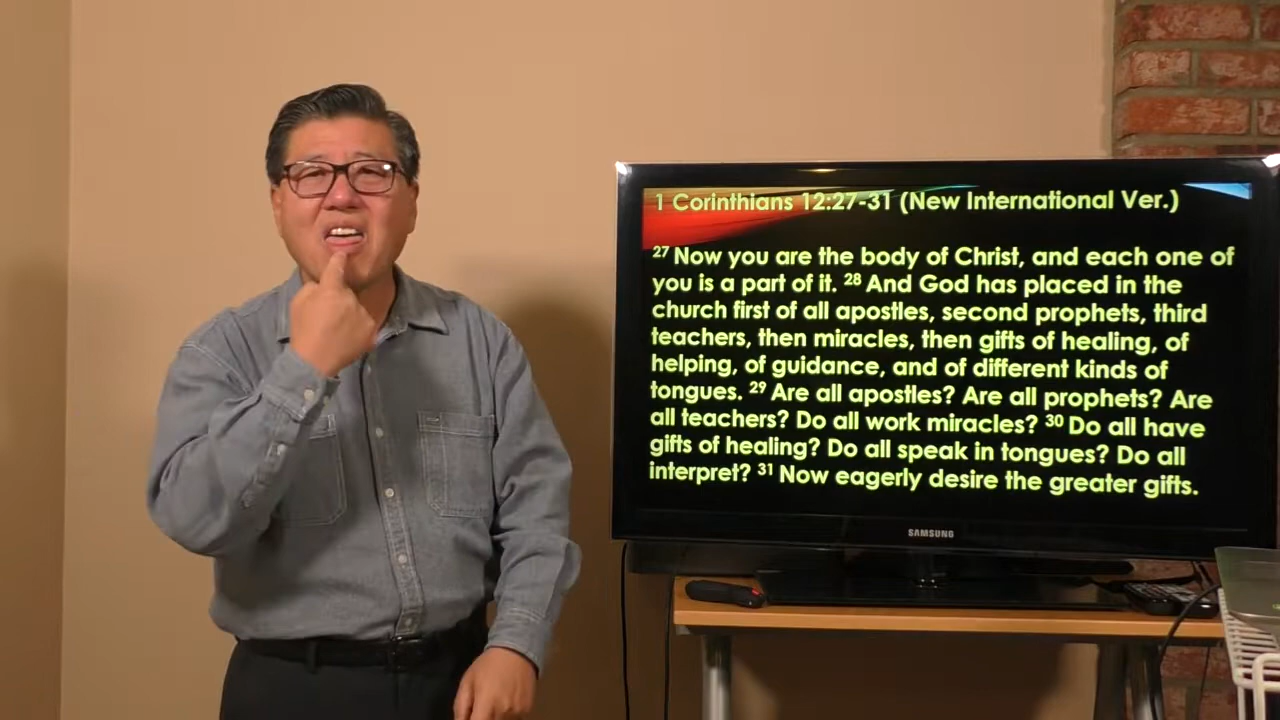 1 Corinthians 12:27-31 (New International Ver.)
27 Now you are the body of Christ, and each one of
you is a part of it. 28 And God has placed in the
church first of all apostles, second prophets, third
teachers, then miracles, then gifts of healing, of
helping, of guidance, and of different kinds of
tongues. 29 Are all apostles? Are all prophets? Are
all teachers? Do all work miracles? 30 Do all have
gifts of healing? Do all speak in tongues? Do all
interpret? 31 Now eagerly desire the greater gifts.
SAMSUNG